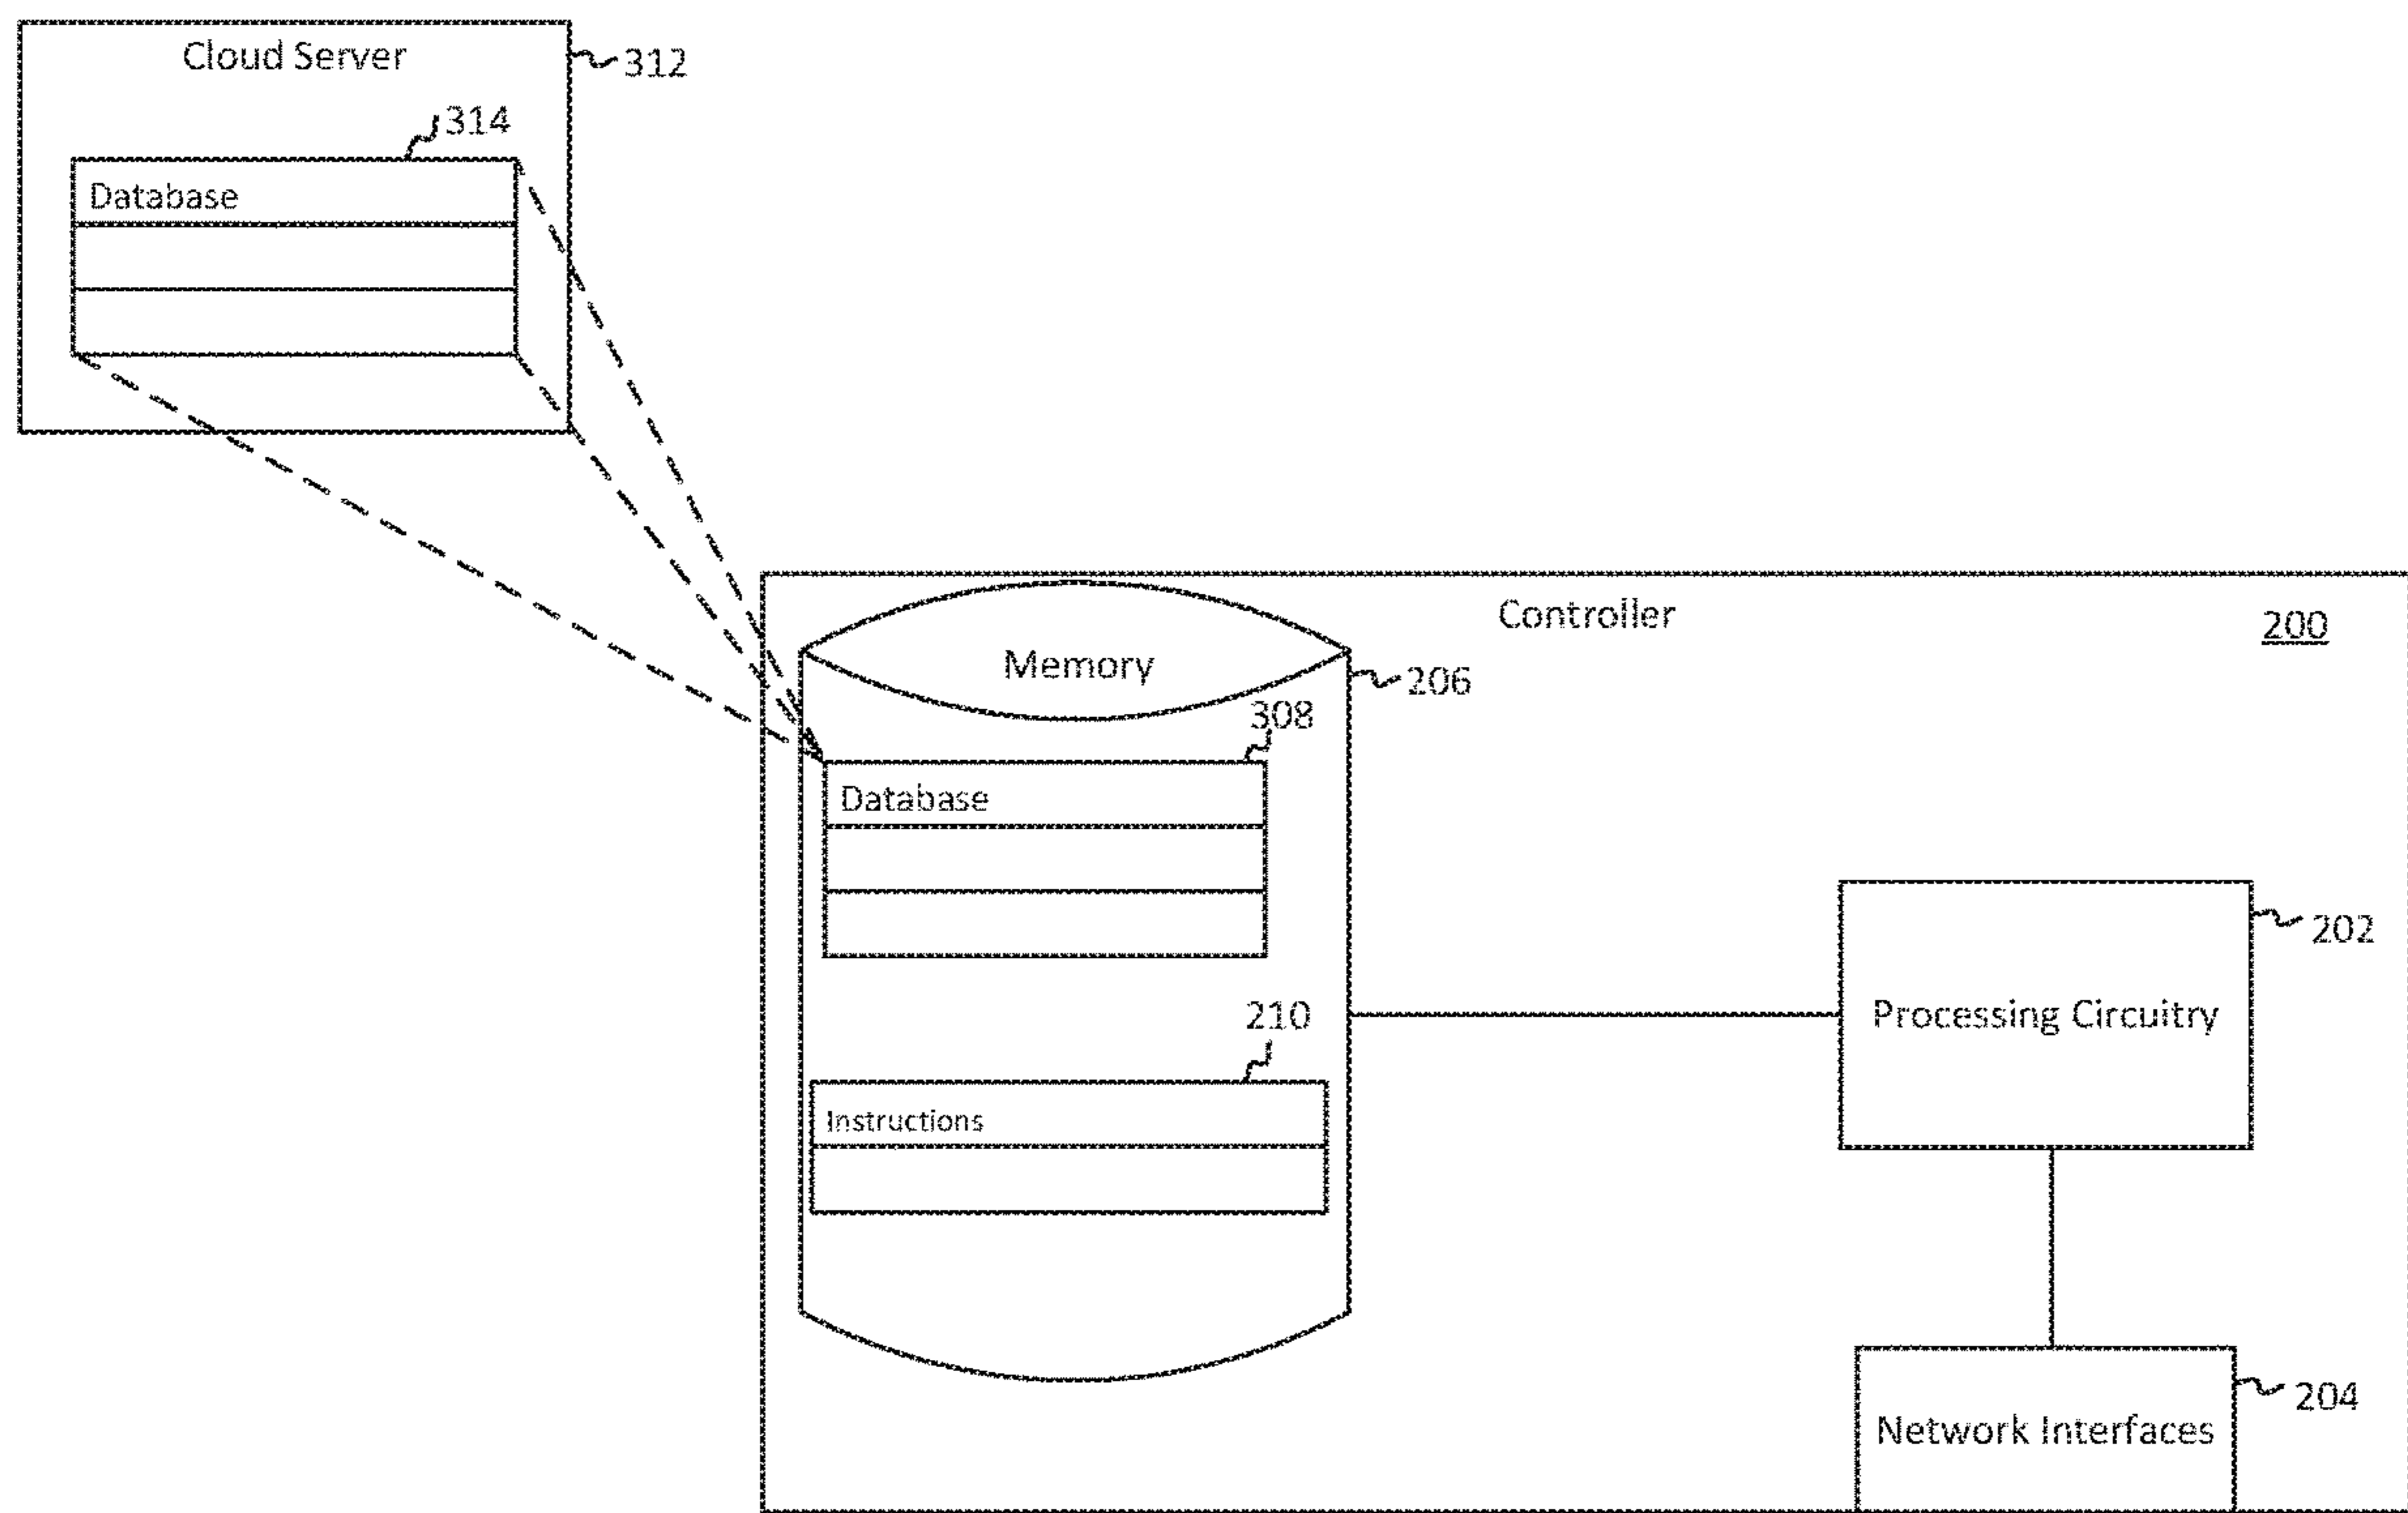 Cloud Server
312
314
Database
Controller
200
Memory
206
308
Database
202
Processing Circuitry
210
Instructions
204
Network Interfaces